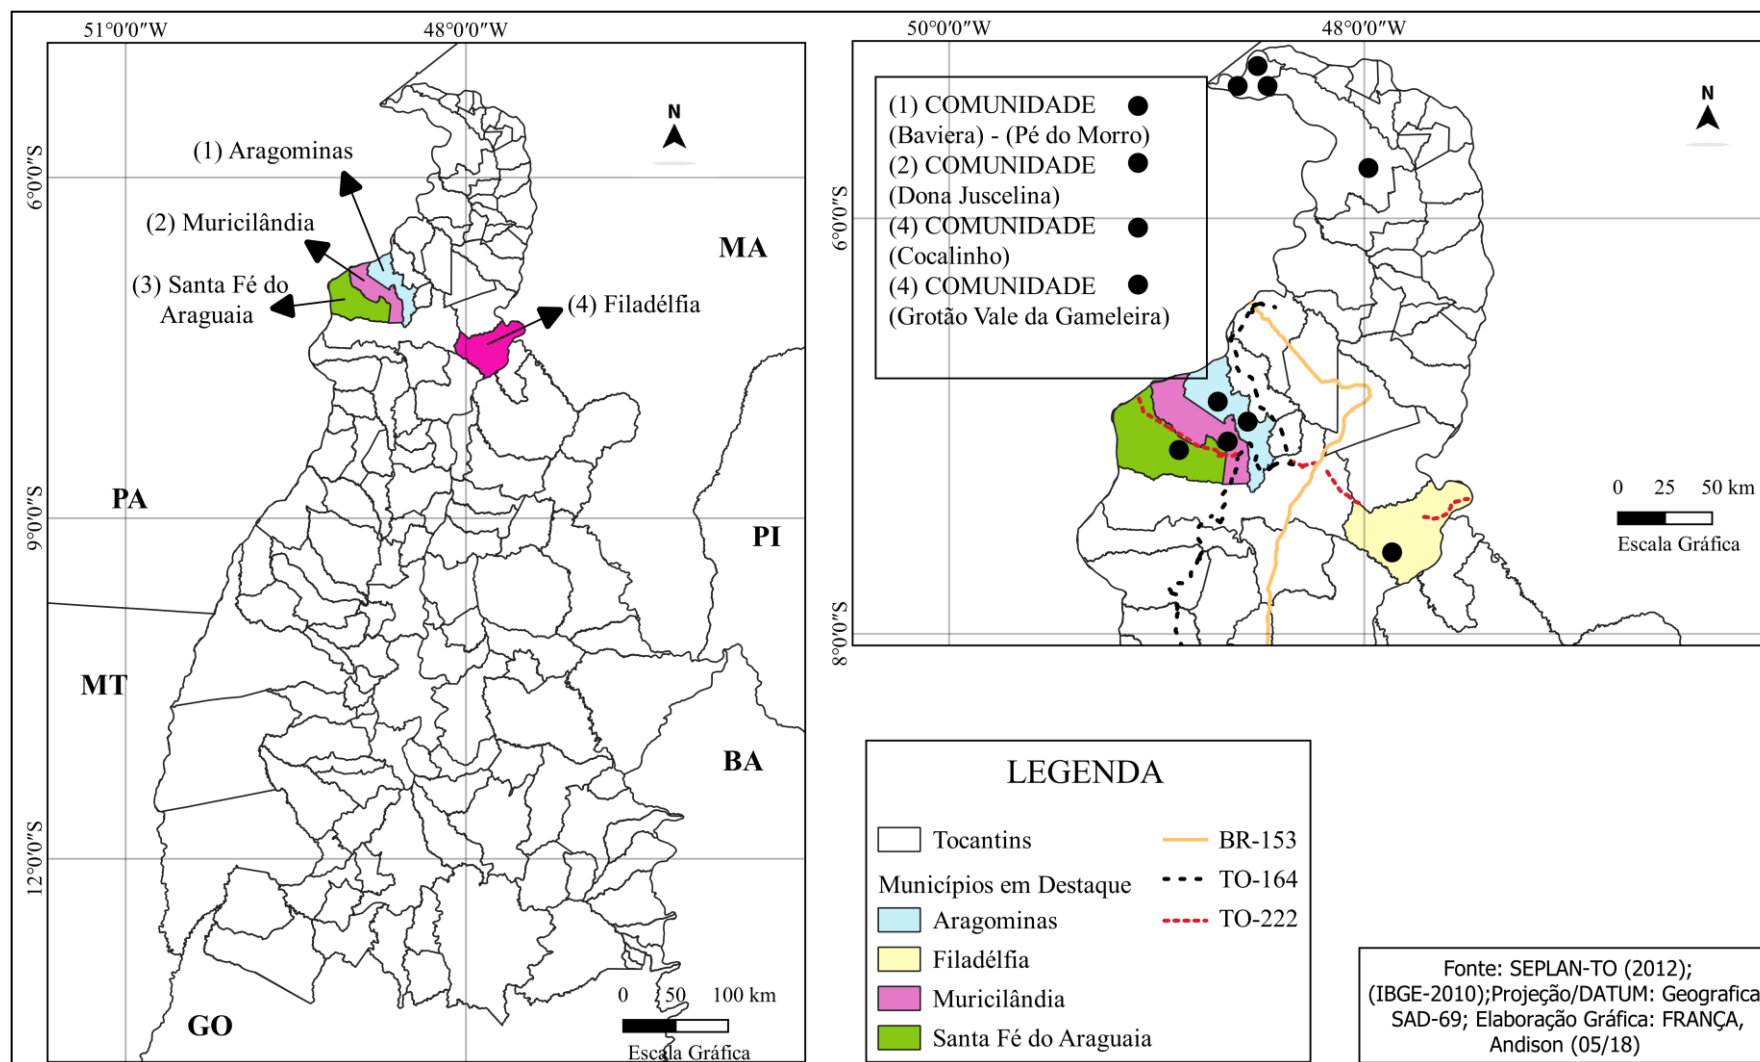 51°0'0"W
48°0'0"W
6°0'0"S
9°0'0"S
12°0'0"S
N
(1) Aragominas
(2) Muricilândia
(3) Santa Fé do
Araguaia
(4) Filadélfia
MA
PA
PI
MT
BA
GO
0 50 100 km
Escala Gráfica
50°0'0"W
48°0'0"W
6°0'0"S
8°0'0"S
N
(1) COMUNIDADE
(Baviera) - (Pé do Morro)
(2) COMUNIDADE
(Dona Juscelina)
(4) COMUNIDADE
(Cocalinho)
(4) COMUNIDADE
(Grotão Vale da Gameleira)
0 25 50 km
Escala Gráfica
LEGENDA
Tocantins
Municípios em Destaque
Aragominas
Filadélfia
Muricilândia
Santa Fé do Araguaia
BR-153
TO-164
TO-222
Fonte: SEPLAN-TO (2012);
(IBGE-2010);Projeção/DATUM: Geografica
SAD-69; Elaboração Gráfica: FRANÇA,
Andison (05/18)